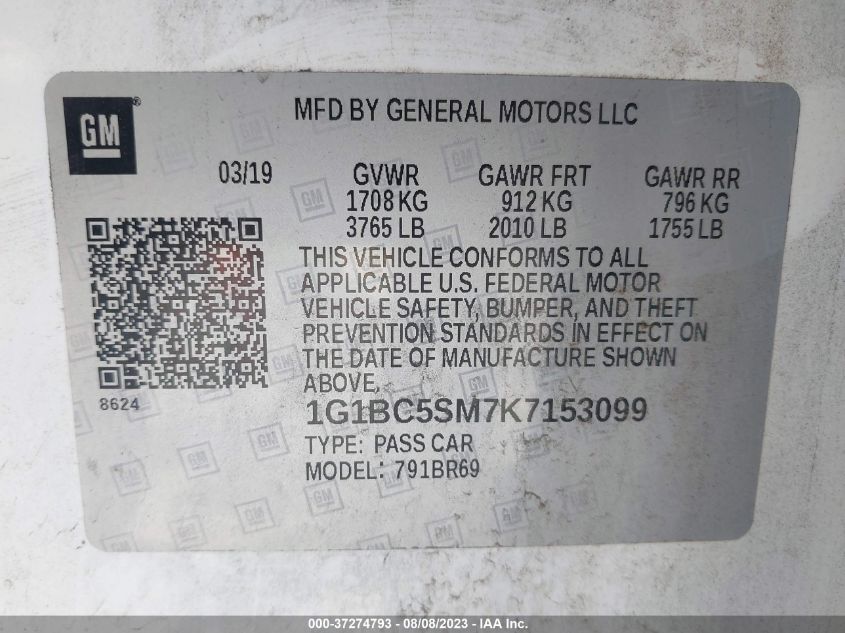 GM
MFD BY GENERAL MOTORS LLC
03/19 GVWR GAWR FRT GAWR RR
1708 KG 912 KG 796 KG
3765 LB 2010 LB 1755 LB
THIS VEHICLE CONFORMS TO ALL
APPLICABLE U.S. FEDERAL MOTOR
VEHICLE SAFETY, BUMPER, AND THEFT
PREVENTION STANDARDS IN EFFECT ON
THE DATE OF MANUFACTURE SHOWN
ABOVE,
8624
1G1BC5SM7K7153099
TYPE: PASS CAR
MODEL: 791BR69
000-37274793 - 08/08/2023 - IAA Inc.